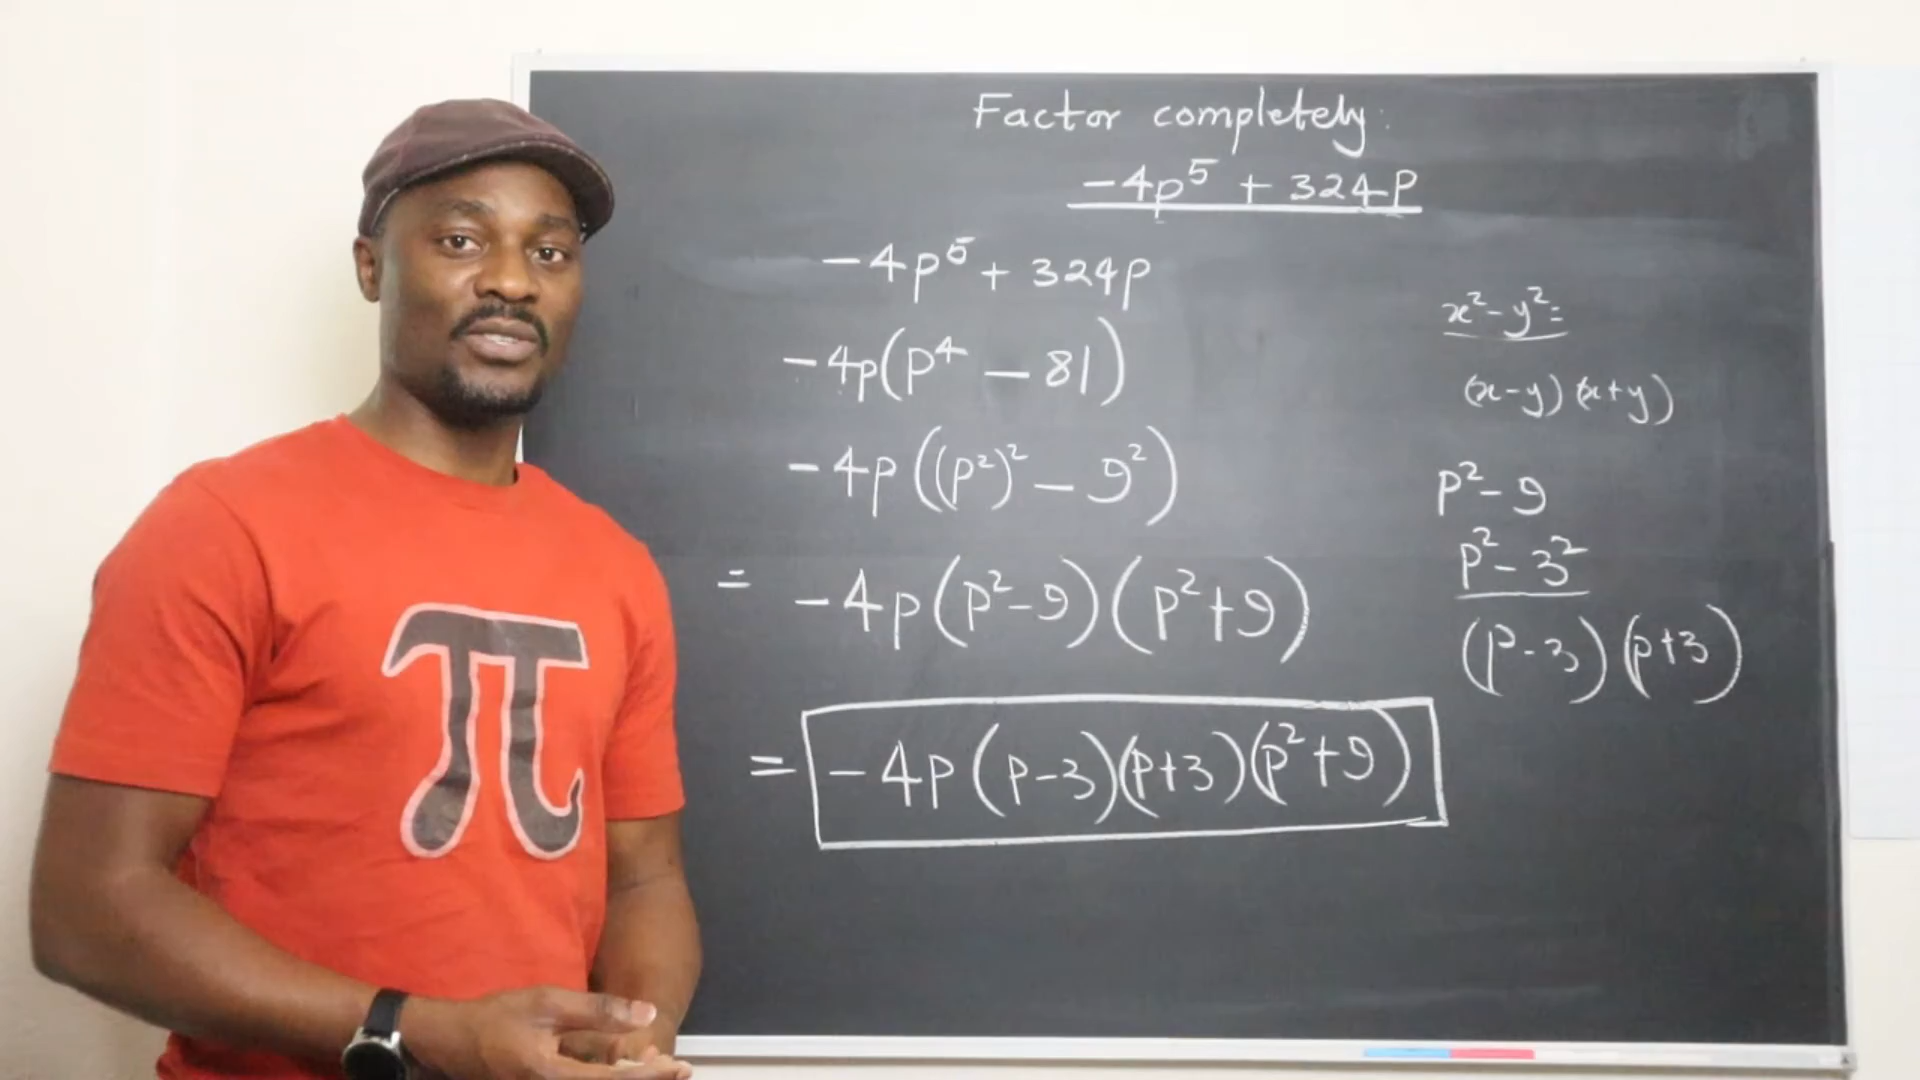 Factor completely:
-4p⁵ + 324p
-4p⁵ + 324p
-4p(p⁴ - 81)
-4p((p²)² - 9²)
= -4p(p²-9)(p²+9)
= -4p(p-3)(p+3)(p²+9)
x²-y²=
(x-y)(x+y)
p²-9
p²-3²
(p-3)(p+3)
π